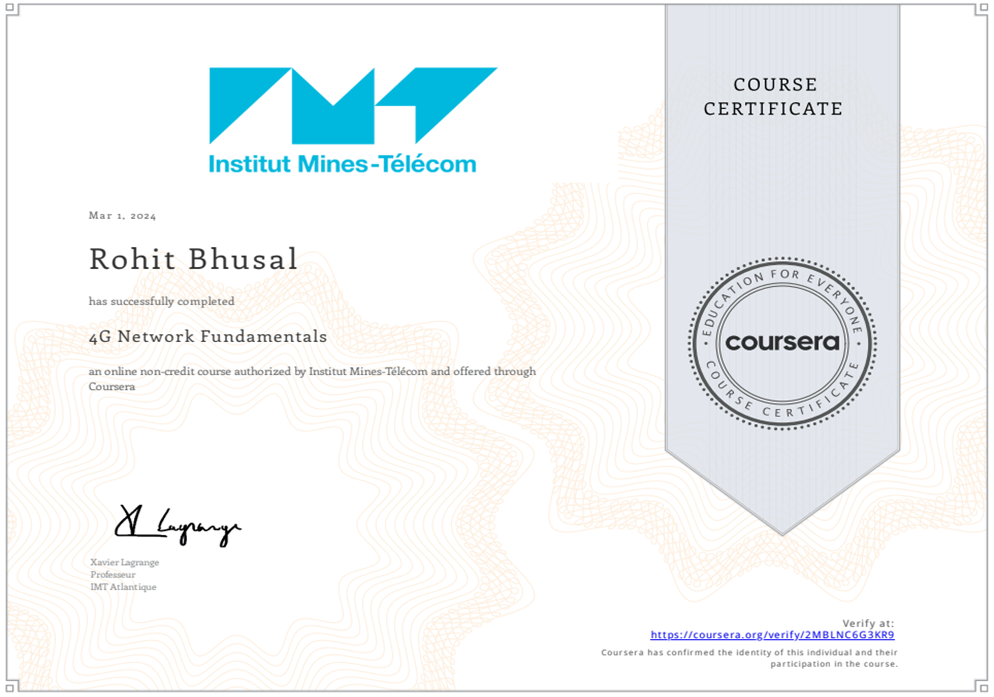 Institut Mines-Télécom
COURSE
CERTIFICATE
Mar 1, 2024
Rohit Bhusal
has successfully completed
4G Network Fundamentals
an online non-credit course authorized by Institut Mines-Télécom and offered through
Coursera
EDUCATION FOR EVERYONE
coursera
COURSE CERTIFICATE
X Lagrange
Xavier Lagrange
Professeur
IMT Atlantique
Verify at:
https://coursera.org/verify/2MBLNC6G3KR9
Coursera has confirmed the identity of this individual and their
participation in the course.